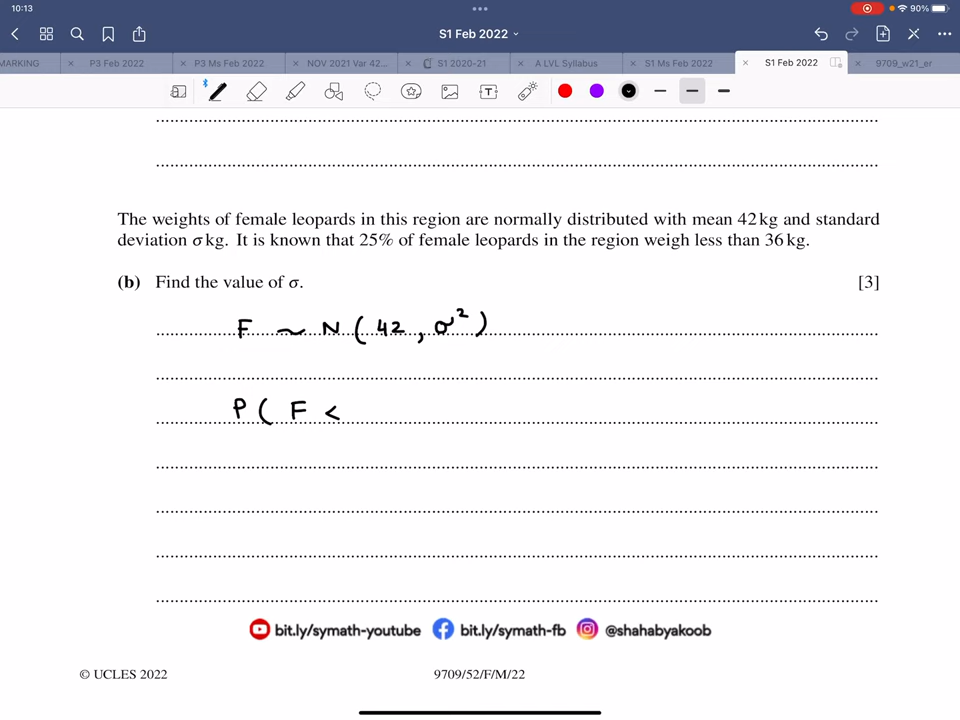 10:13
90%
S1 Feb 2022
MARKING
P3 Feb 2022
P3 Ms Feb 2022
NOV 2021 Var 42...
S1 2020-21
A LVL Syllabus
S1 Ms Feb 2022
S1 Feb 2022
9709_w21_er
The weights of female leopards in this region are normally distributed with mean 42 kg and standard
deviation σ kg. It is known that 25% of female leopards in the region weigh less than 36 kg.
(b) Find the value of σ. [3]
F ~ N ( 42 , σ² )
P ( F <
bit.ly/symath-youtube bit.ly/symath-fb @shahabyakoob
© UCLES 2022 9709/52/F/M/22